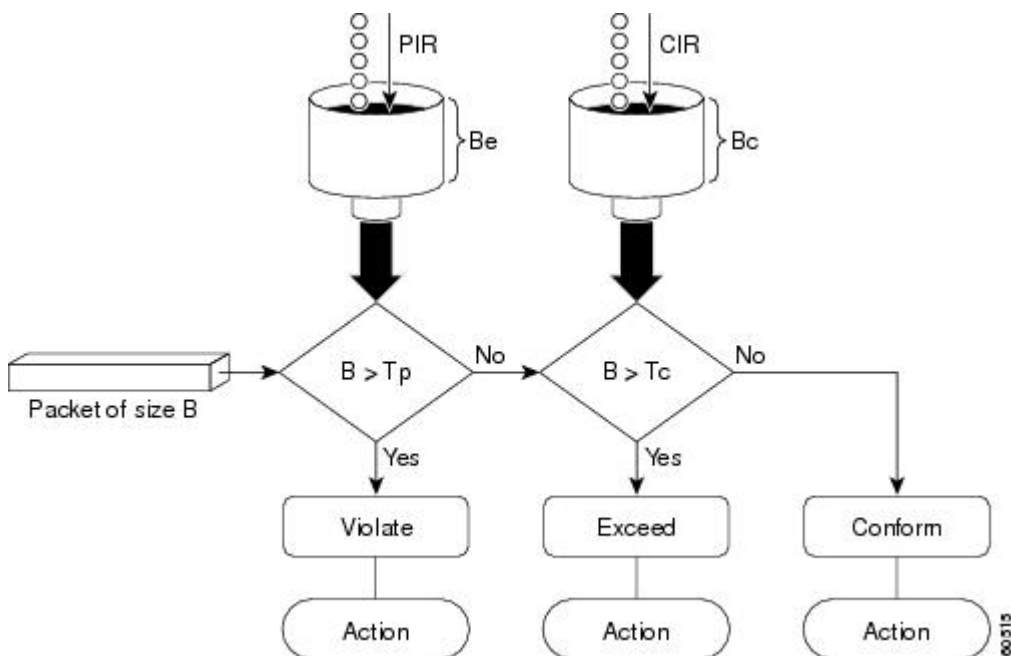 PIR
CIR
Be
Bc
B > Tp
No
B > Tc
No
Packet of size B
Yes
Yes
Violate
Exceed
Conform
Action
Action
Action
60515